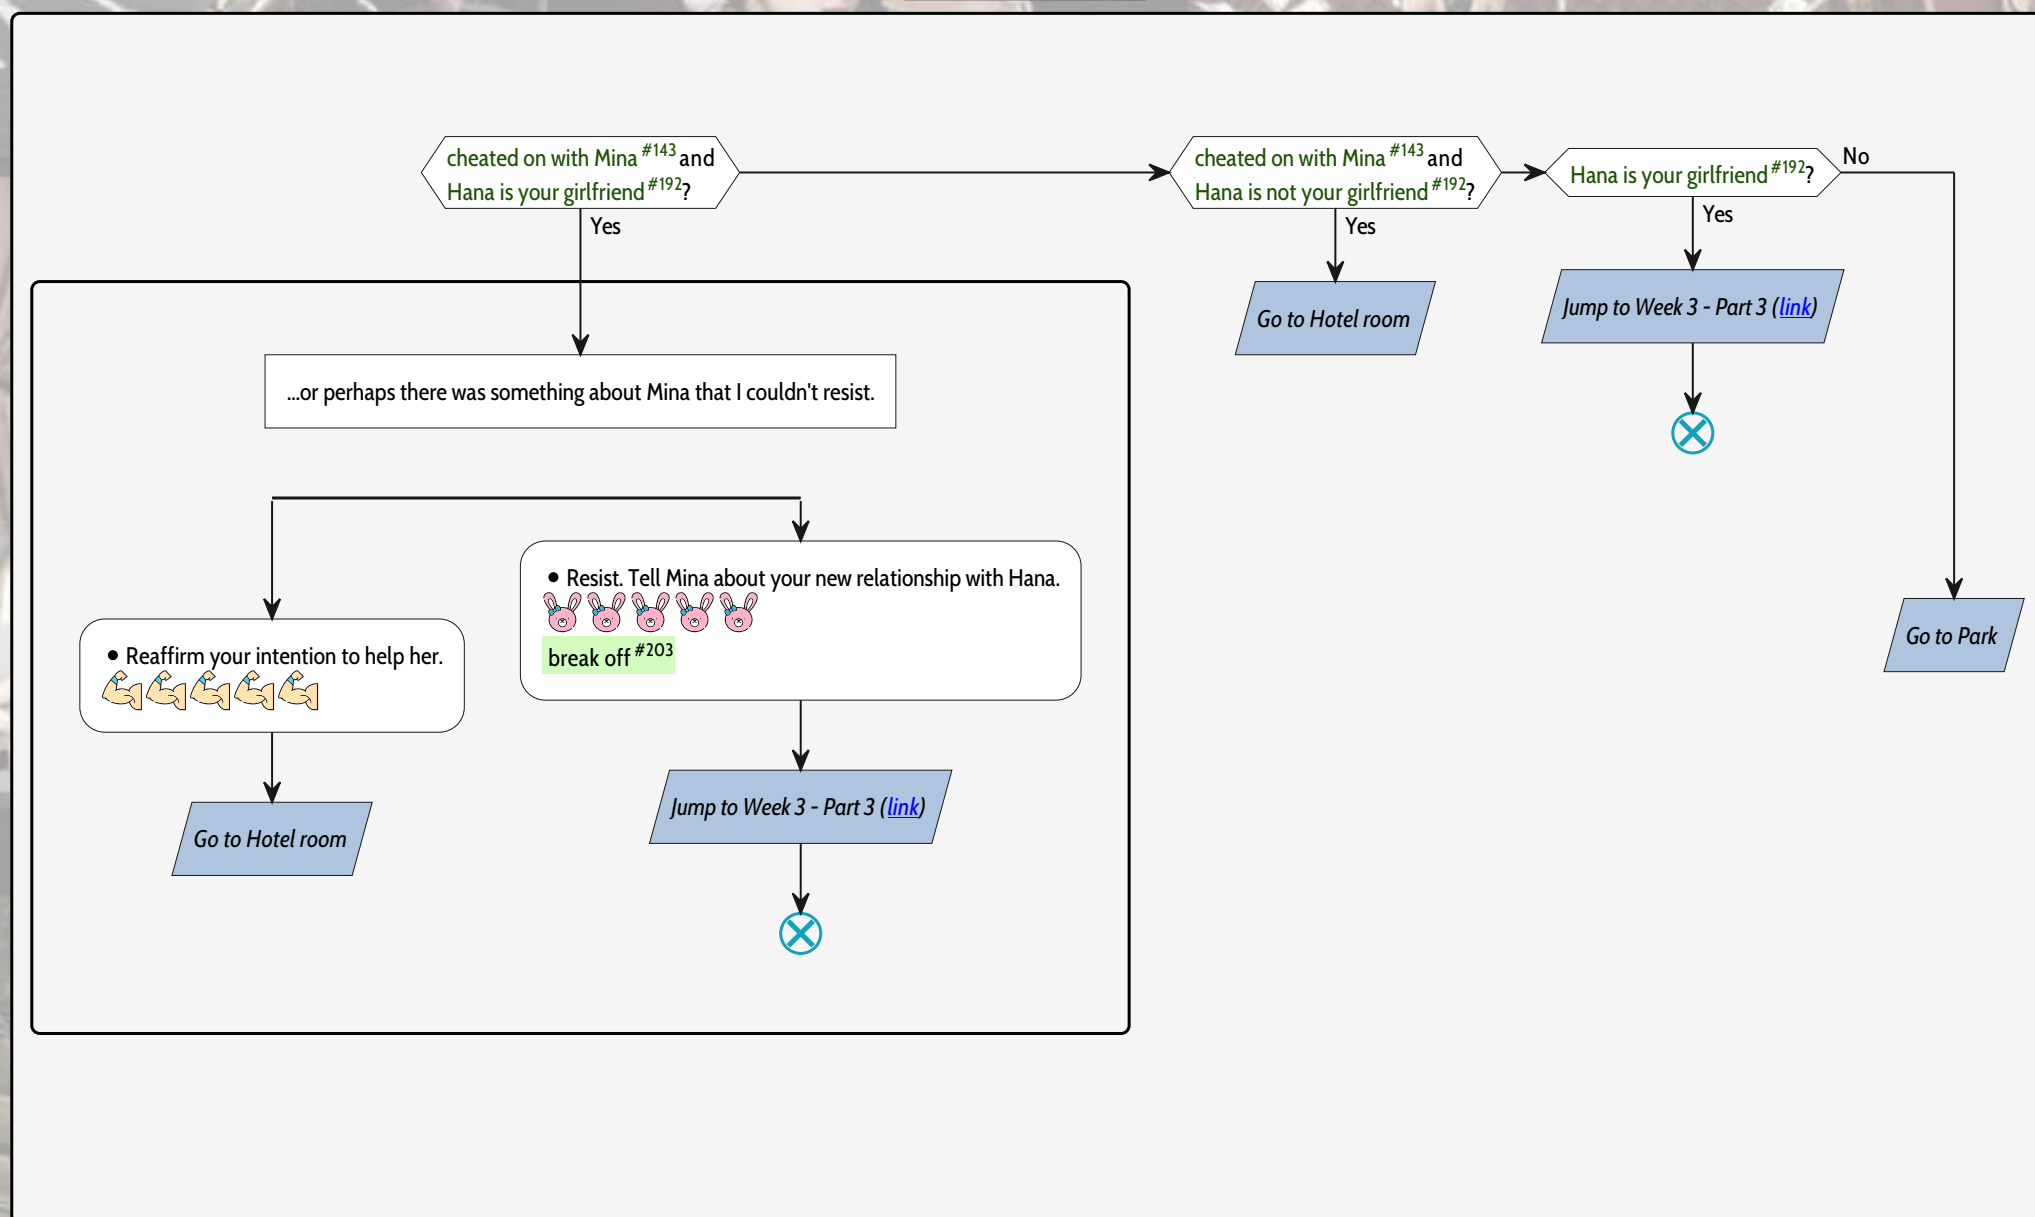 cheated on with Mina #143 and
Hana is your girlfriend #192?
Yes
cheated on with Mina #143 and
Hana is not your girlfriend #192?
Yes
Hana is your girlfriend #192?
No
Yes
Go to Hotel room
Jump to Week 3 - Part 3 (link)
...or perhaps there was something about Mina that I couldn't resist.
• Resist. Tell Mina about your new relationship with Hana.
break off #203
• Reaffirm your intention to help her.
Go to Park
Jump to Week 3 - Part 3 (link)
Go to Hotel room